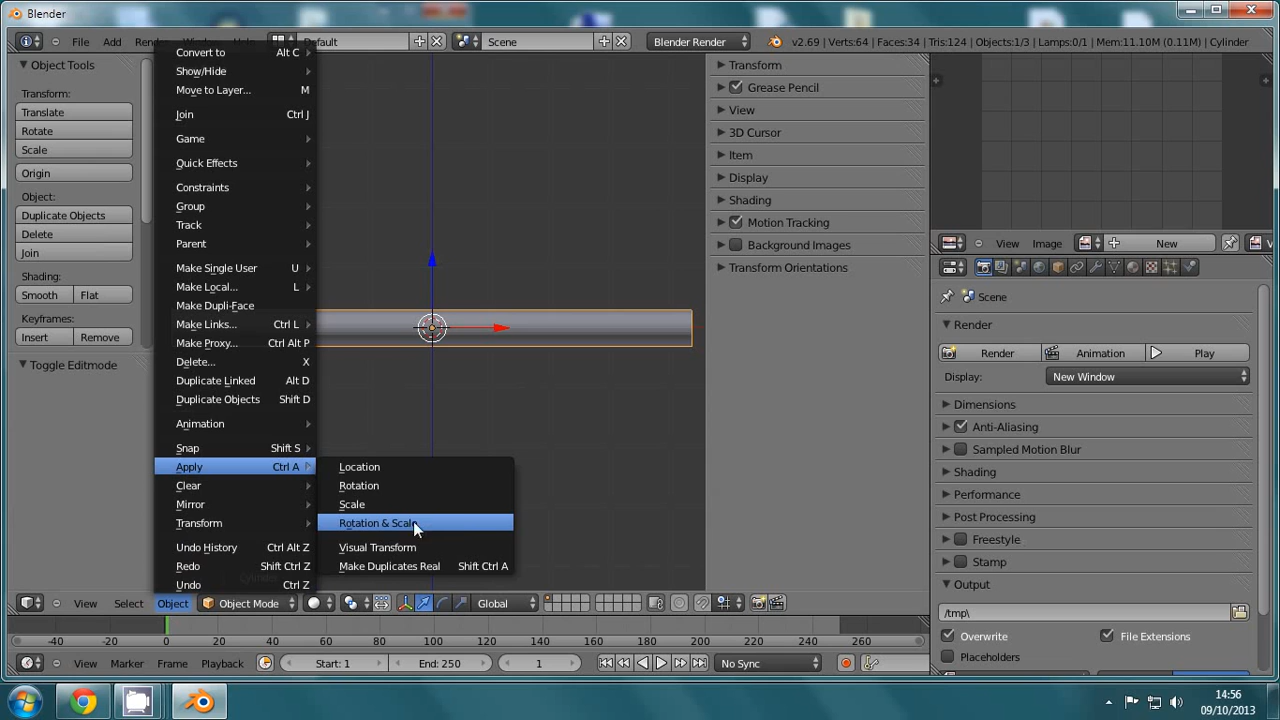 Blender
File Add Render Window Help Default Scene Blender Render v2.69 | Verts:64 | Faces:34 | Tris:124 | Objects:1/3 | Lamps:0/1 | Mem:11.10M (0.11M) | Cylinder
Object Tools
Transform:
Translate
Rotate
Scale
Origin
Object:
Duplicate Objects
Delete
Join
Shading:
Smooth Flat
Keyframes:
Insert Remove
Toggle Editmode
Convert to Alt C
Show/Hide
Move to Layer... M
Join Ctrl J
Game
Quick Effects
Constraints
Group
Track
Parent
Make Single User U
Make Local... L
Make Dupli-Face
Make Links... Ctrl L
Make Proxy... Ctrl Alt P
Delete... X
Duplicate Linked Alt D
Duplicate Objects Shift D
Animation
Snap Shift S
Apply Ctrl A
Clear
Mirror
Transform
Undo History Ctrl Alt Z
Redo Shift Ctrl Z
Undo Ctrl Z
Location
Rotation
Scale
Rotation & Scale
Visual Transform
Make Duplicates Real Shift Ctrl A
Transform
Grease Pencil
View
3D Cursor
Item
Display
Shading
Motion Tracking
Background Images
Transform Orientations
View Image New
Scene
Render
Render Animation Play
Display: New Window
Dimensions
Anti-Aliasing
Sampled Motion Blur
Shading
Performance
Post Processing
Freestyle
Stamp
Output
/tmp\
Overwrite File Extensions
Placeholders
View Select Object Object Mode Global
-40 -20 0 20 40 60 80 100 120 140 160 180 200 220 240 260
View Marker Frame Playback Start: 1 End: 250 1 No Sync
14:56
09/10/2013